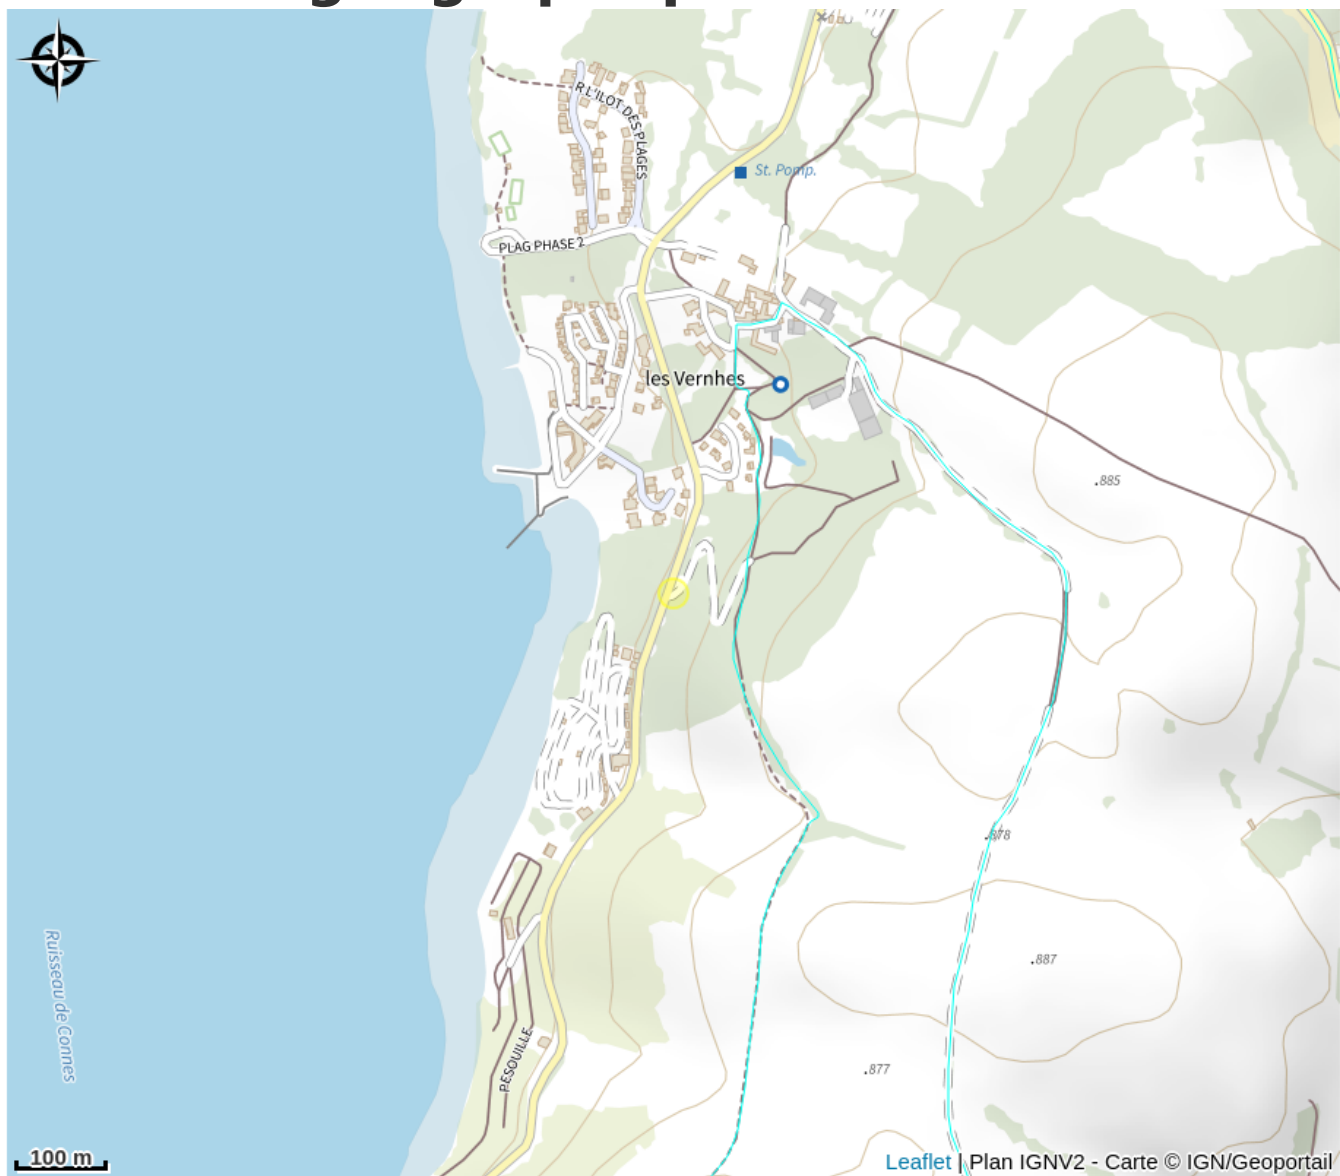 R L'ILOT DES PLAGES
St. Pomp.
PLAG PHASE 2
les Vernhes
.885
.878
.887
Ruisseau de Connes
PESOUILLE
.877
100 m
Leaflet | Plan IGNV2 - Carte © IGN/Geoportail